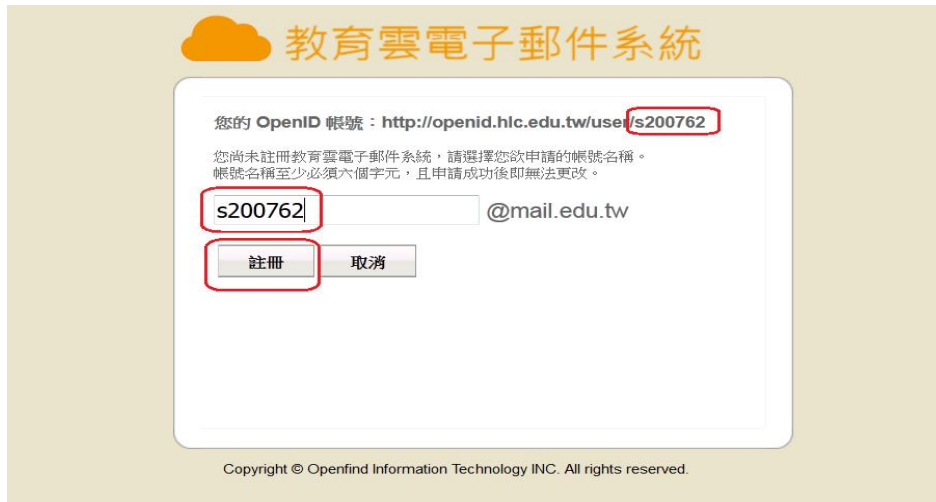 教育雲電子郵件系統
您的 OpenID 帳號：http://openid.hlc.edu.tw/user/s200762
您尚未註冊教育雲電子郵件系統，請選擇您欲申請的帳號名稱。
帳號名稱至少必須六個字元，且申請成功後即無法更改。
s200762 @mail.edu.tw
註冊 取消
Copyright © Openfind Information Technology INC. All rights reserved.